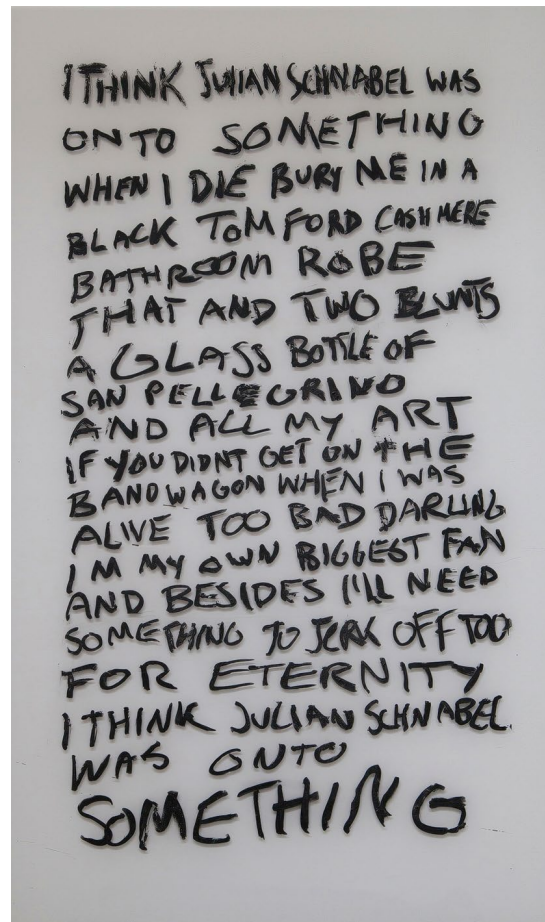 I THINK JULIAN SCHNABEL WAS
ONTO SOMETHING
WHEN I DIE BURY ME IN A
BLACK TOM FORD CASHMERE
BATHROOM ROBE
THAT AND TWO BLUNTS
A GLASS BOTTLE OF
SAN PELLEGRINO
AND ALL MY ART
IF YOU DIDNT GET ON THE
BANDWAGON WHEN I WAS
ALIVE TOO BAD DARLING
I M MY OWN BIGGEST FAN
AND BESIDES I'LL NEED
SOMETHING TO JERK OFF TOO
FOR ETERNITY
I THINK JULIAN SCHNABEL.
WAS ONTO
SOMETHING